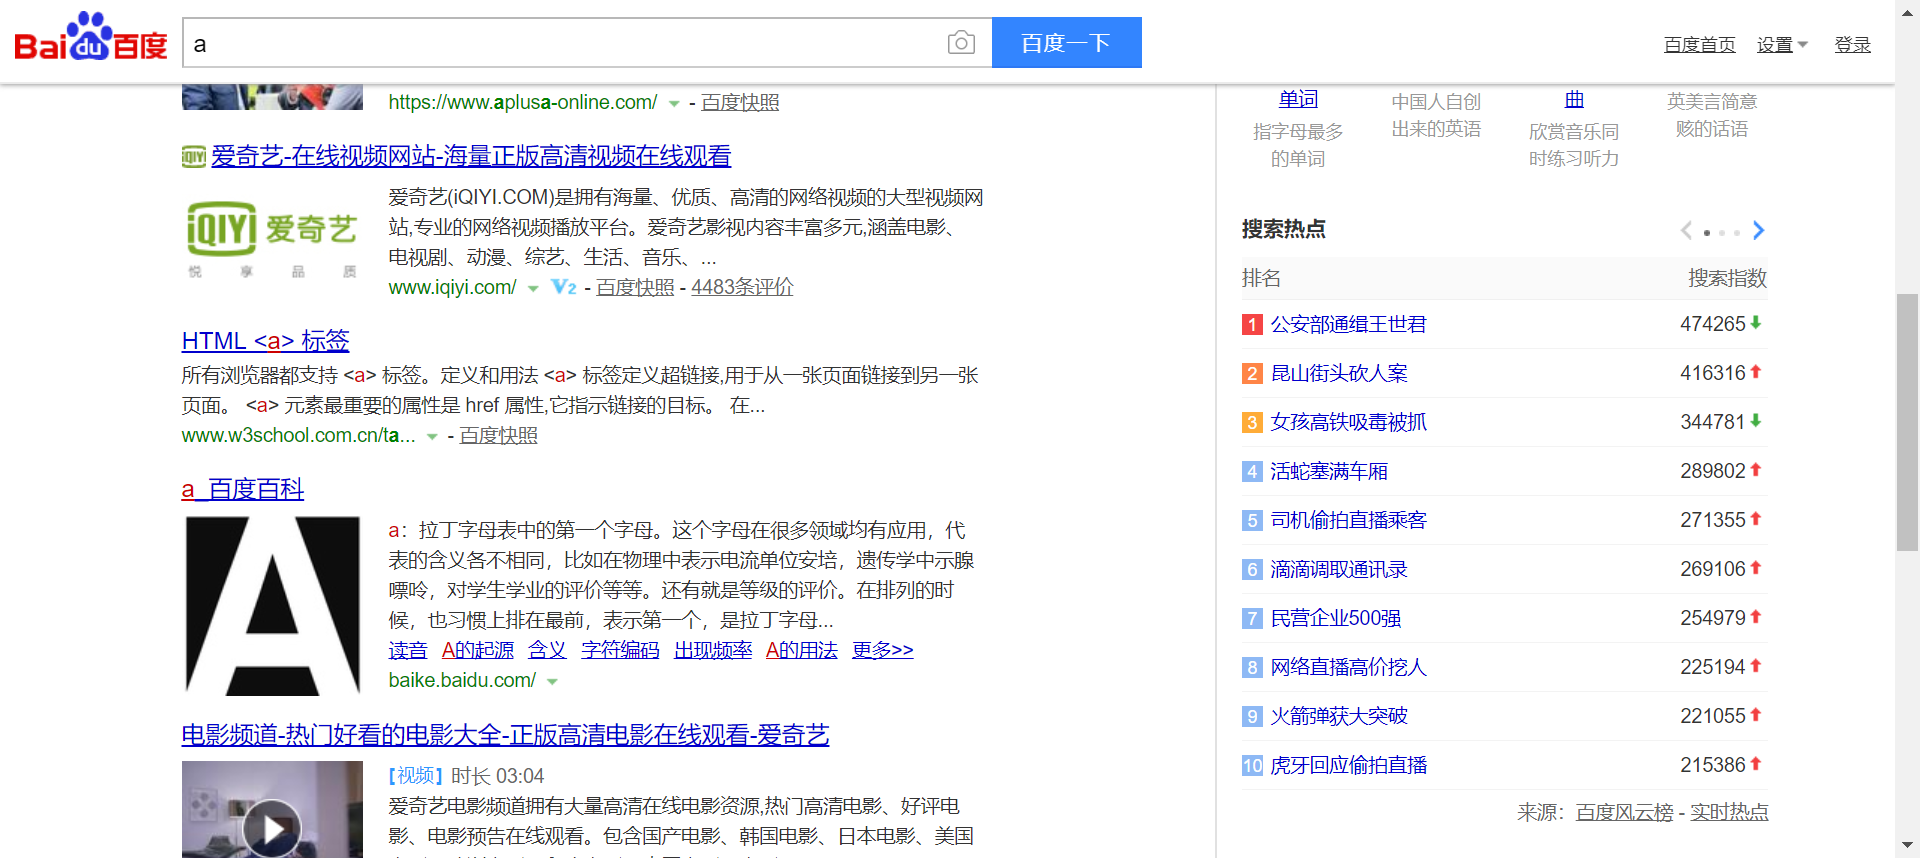 Bai du 百度
a
百度一下
百度首页 设置 登录
https://www.aplusa-online.com/ - 百度快照
iQIYI 爱奇艺-在线视频网站-海量正版高清视频在线观看
iQIYI 爱奇艺
悦 享 品 质
爱奇艺(iQIYI.COM)是拥有海量、优质、高清的网络视频的大型视频网
站,专业的网络视频播放平台。爱奇艺影视内容丰富多元,涵盖电影、
电视剧、动漫、综艺、生活、音乐、...
www.iqiyi.com/ V2 - 百度快照 - 4483条评价
HTML <a> 标签
所有浏览器都支持 <a> 标签。定义和用法 <a> 标签定义超链接,用于从一张页面链接到另一张
页面。 <a> 元素最重要的属性是 href 属性,它指示链接的目标。 在...
www.w3school.com.cn/ta... - 百度快照
a_百度百科
A
a：拉丁字母表中的第一个字母。这个字母在很多领域均有应用，代
表的含义各不相同，比如在物理中表示电流单位安培，遗传学中示腺
嘌呤，对学生学业的评价等等。还有就是等级的评价。在排列的时
候，也习惯上排在最前，表示第一个，是拉丁字母...
读音 A的起源 含义 字符编码 出现频率 A的用法 更多>>
baike.baidu.com/
电影频道-热门好看的电影大全-正版高清电影在线观看-爱奇艺
[视频] 时长 03:04
爱奇艺电影频道拥有大量高清在线电影资源,热门高清电影、好评电
影、电影预告在线观看。包含国产电影、韩国电影、日本电影、美国
单词
指字母最多
的单词
中国人自创
出来的英语
曲
欣赏音乐同
时练习听力
英美言简意
赅的话语
搜索热点
排名 搜索指数
1 公安部通缉王世君 474265
2 昆山街头砍人案 416316
3 女孩高铁吸毒被抓 344781
4 活蛇塞满车厢 289802
5 司机偷拍直播乘客 271355
6 滴滴调取通讯录 269106
7 民营企业500强 254979
8 网络直播高价挖人 225194
9 火箭弹获大突破 221055
10 虎牙回应偷拍直播 215386
来源：百度风云榜 - 实时热点